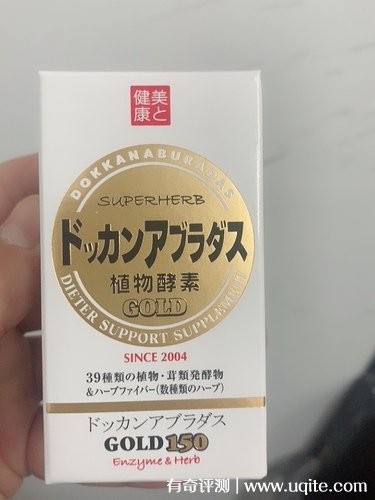 美と
健康
DOKKANABURADAS
SUPERHERB
ドッカンアブラダス
植物酵素
GOLD
DIETER SUPPORT SUPPLEMENT
SINCE 2004
39種類の植物・茸類発酵物
&ハーブファイバー(数種類のハーブ)
ドッカンアブラダス
GOLD150
Enzyme & Herb
有奇评测 | www.uqite.com